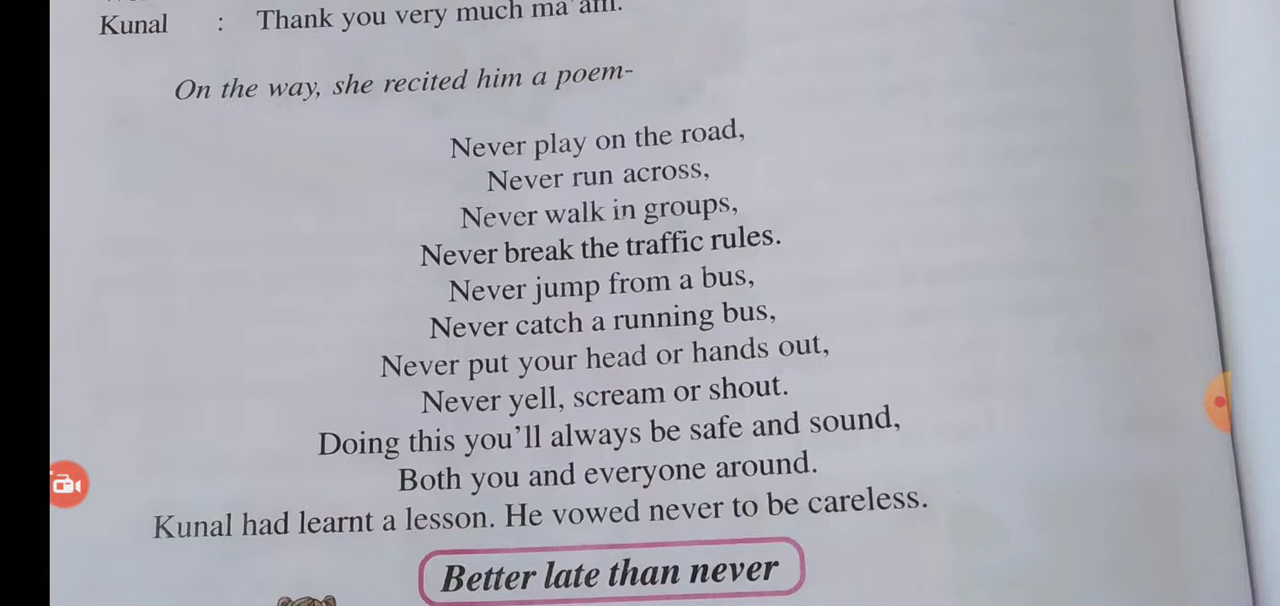 Kunal : Thank you very much ma'am.
On the way, she recited him a poem-
Never play on the road,
Never run across,
Never walk in groups,
Never break the traffic rules.
Never jump from a bus,
Never catch a running bus,
Never put your head or hands out,
Never yell, scream or shout.
Doing this you'll always be safe and sound,
Both you and everyone around.
Kunal had learnt a lesson. He vowed never to be careless.
Better late than never